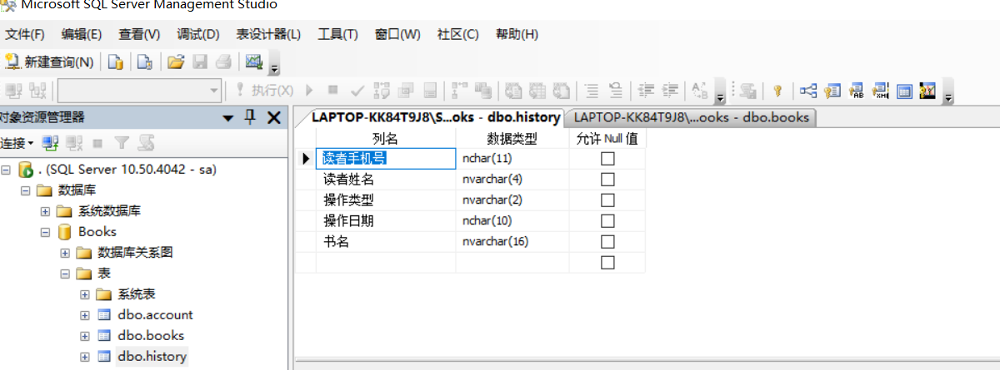 Microsoft SQL Server Management Studio
文件(F) 编辑(E) 查看(V) 调试(D) 表设计器(L) 工具(T) 窗口(W) 社区(C) 帮助(H)
新建查询(N)
执行(X)
对象资源管理器
连接
. (SQL Server 10.50.4042 - sa)
数据库
系统数据库
Books
数据库关系图
表
系统表
dbo.account
dbo.books
dbo.history
LAPTOP-KK84T9J8\S...oks - dbo.history LAPTOP-KK84T9J8\...ooks - dbo.books
列名 数据类型 允许 Null 值
读者手机号 nchar(11)
读者姓名 nvarchar(4)
操作类型 nvarchar(2)
操作日期 nchar(10)
书名 nvarchar(16)